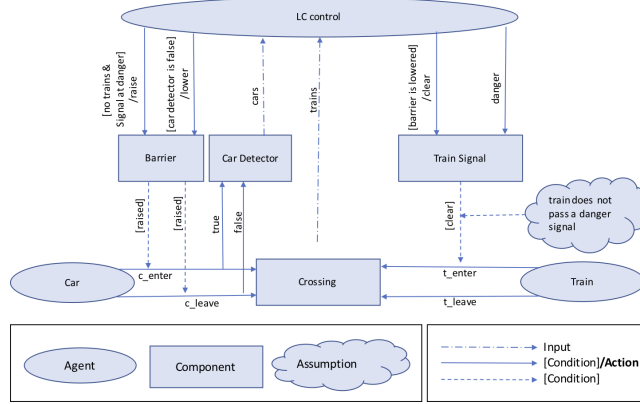 LC control
[no trains &
Signal at danger]
/raise
[car detector is false]
/lower
cars
trains
[barrier is lowered]
/clear
danger
Barrier
Car Detector
Train Signal
[raised]
[raised]
true
false
[clear]
train does not
pass a danger
signal
Car
c_enter
c_leave
Crossing
t_enter
t_leave
Train
Agent
Component
Assumption
Input
[Condition]/Action
[Condition]